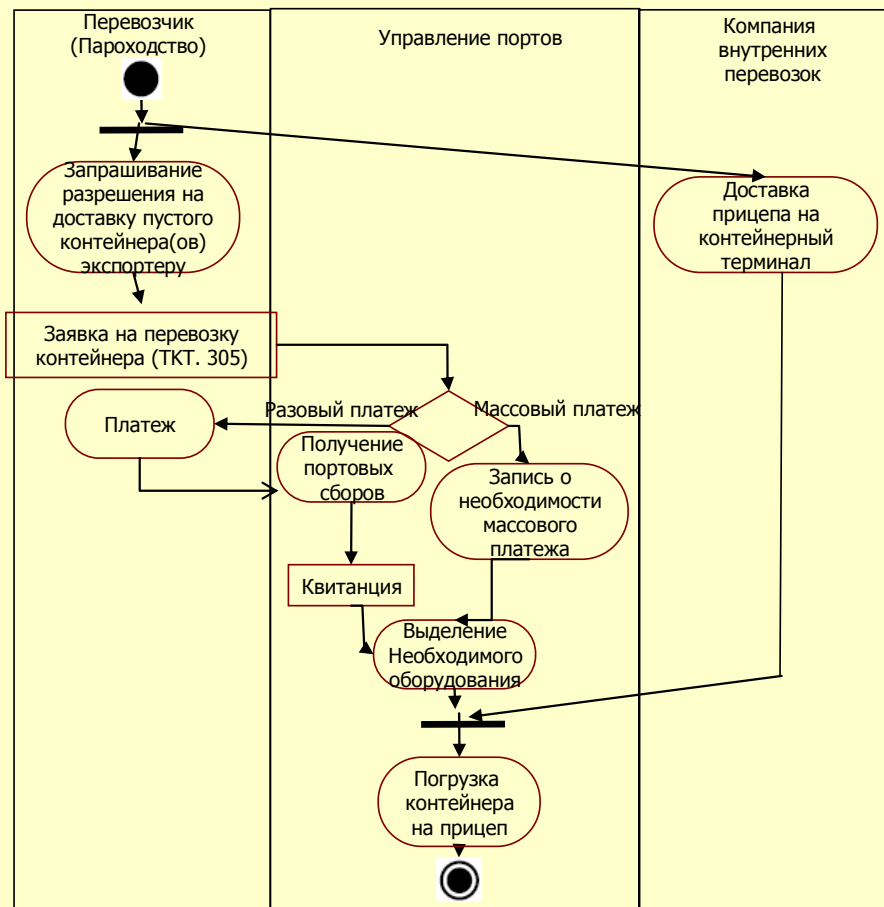 Перевозчик
(Пароходство)
Управление портов
Компания
внутренних
перевозок
Запрашивание
разрешения на
доставку пустого
контейнера(ов)
экспортеру
Доставка
прицепа на
контейнерный
терминал
Заявка на перевозку
контейнера (ТКТ. 305)
Разовый платеж
Массовый платеж
Платеж
Получение
портовых
сборов
Запись о
необходимости
массового
платежа
Квитанция
Выделение
Необходимого
оборудования
Погрузка
контейнера
на прицеп